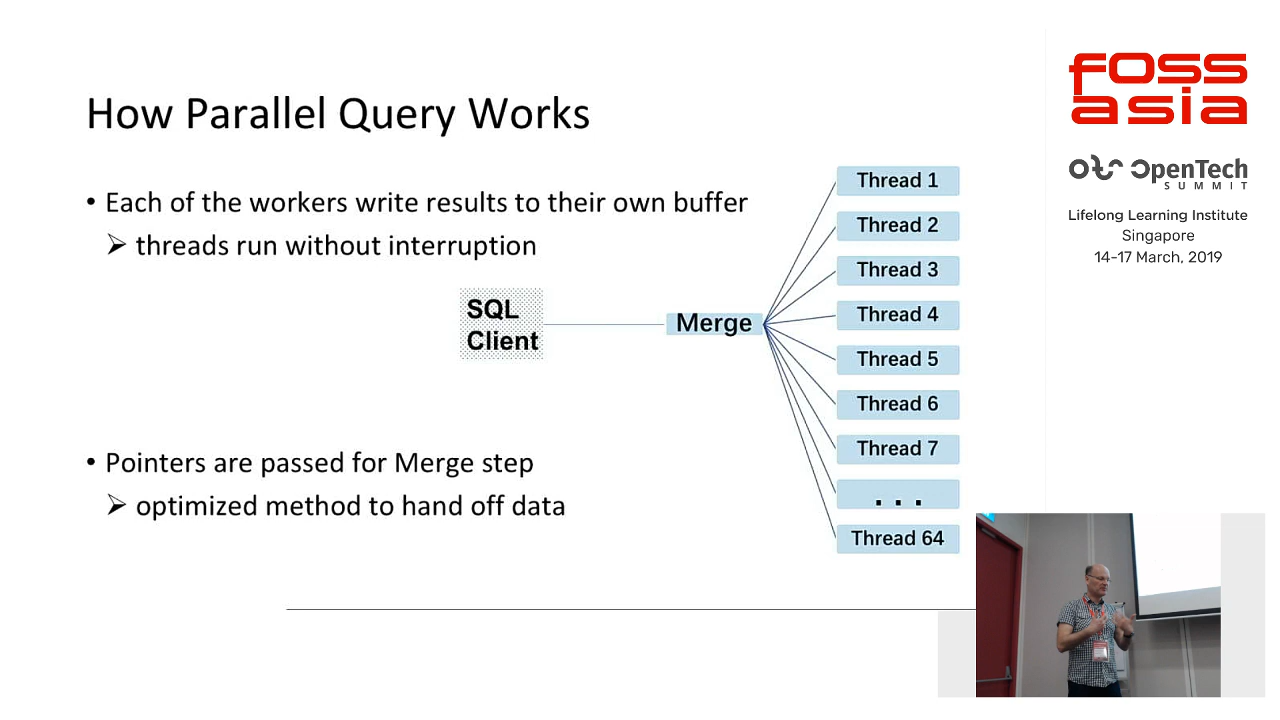 How Parallel Query Works
• Each of the workers write results to their own buffer
➢ threads run without interruption
SQL
Client
Merge
Thread 1
Thread 2
Thread 3
Thread 4
Thread 5
Thread 6
Thread 7
. . .
Thread 64
• Pointers are passed for Merge step
➢ optimized method to hand off data
FOSS
asia
OpenTech
SUMMIT
Lifelong Learning Institute
Singapore
14-17 March, 2019